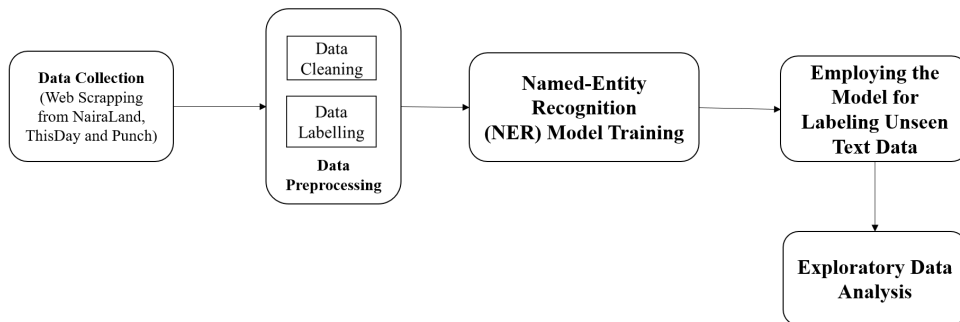 Data Collection
(Web Scrapping
from NairaLand,
ThisDay and Punch)
Data
Cleaning
Data
Labelling
Data
Preprocessing
Named-Entity
Recognition
(NER) Model Training
Employing the
Model for
Labeling Unseen
Text Data
Exploratory Data
Analysis